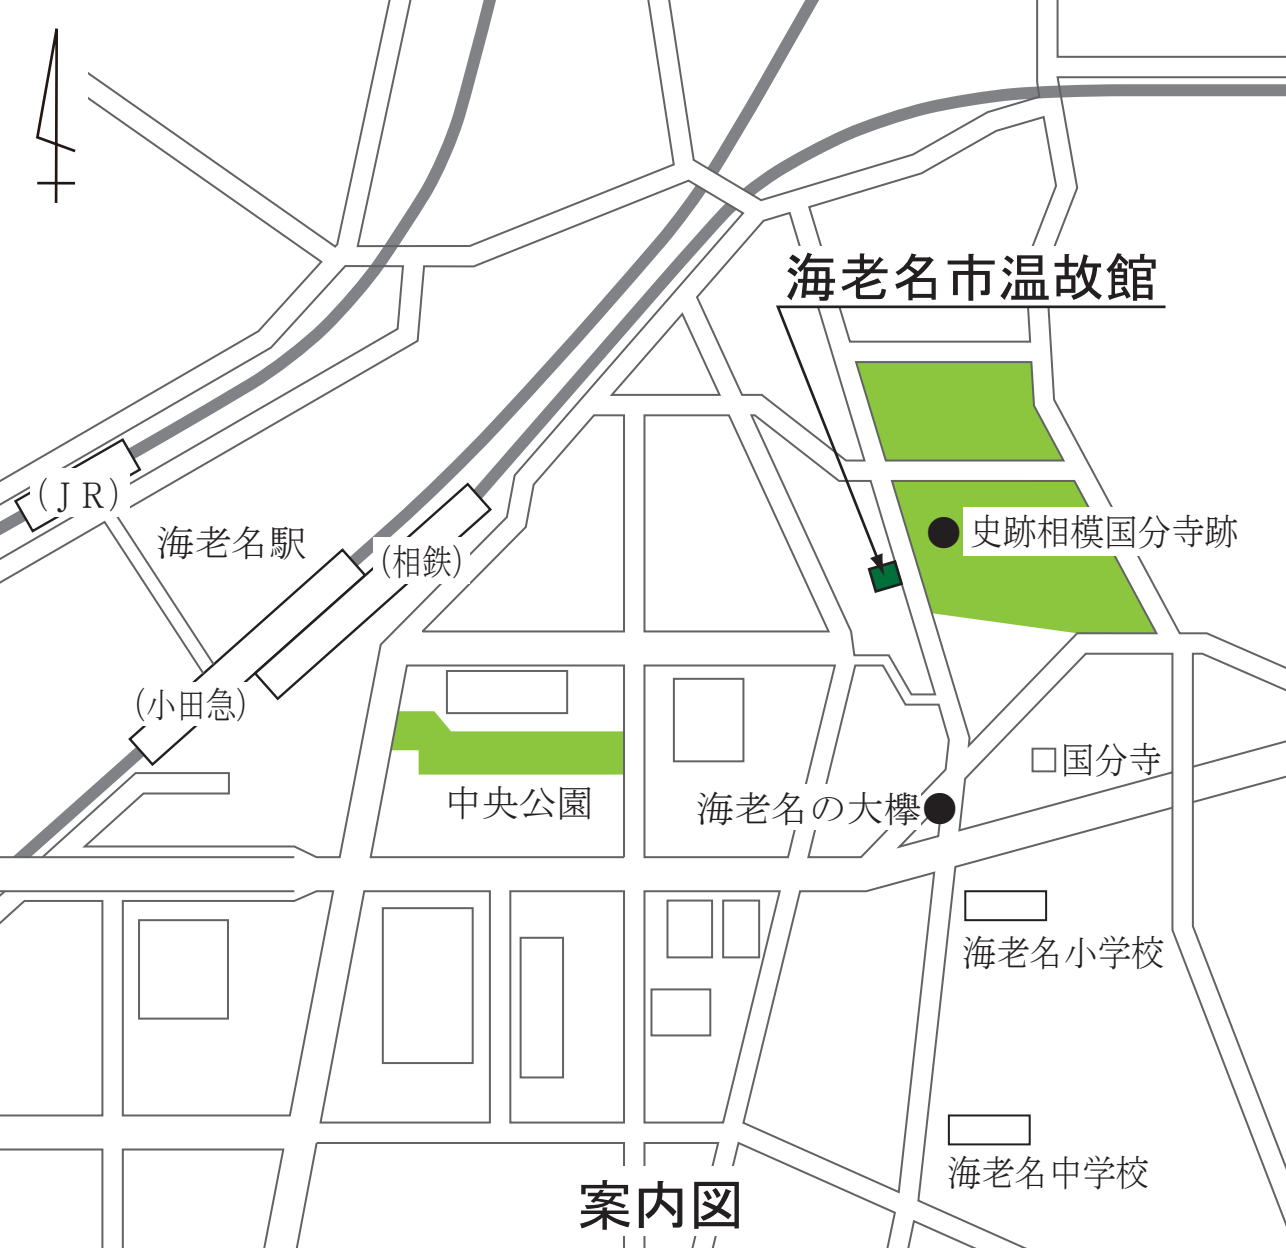 海老名市温故館
(ＪＲ)
史跡相模国分寺跡
海老名駅
(相鉄)
(小田急)
国分寺
中央公園
海老名の大欅
海老名小学校
海老名中学校
案内図